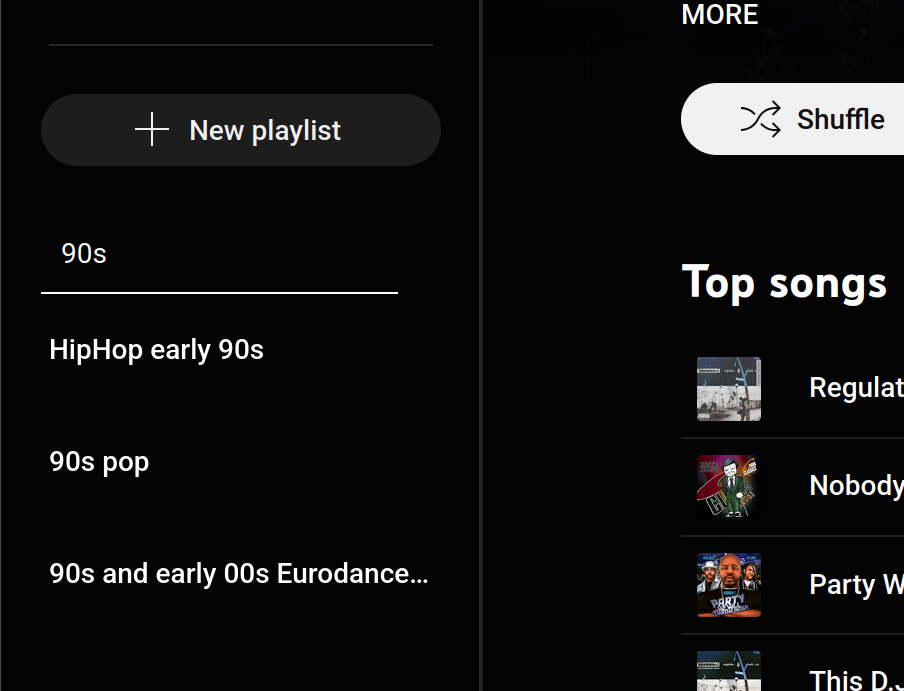 MORE
New playlist
Shuffle
90s
Top songs
HipHop early 90s
Regulat
90s pop
Nobody
90s and early 00s Eurodance...
Party W
This D.J